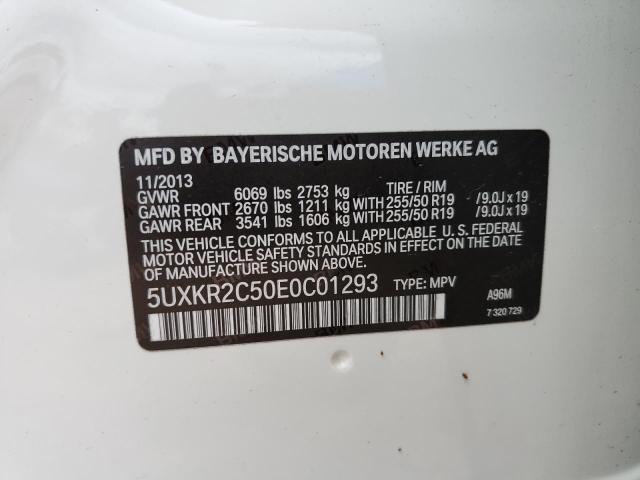 MFD BY BAYERISCHE MOTOREN WERKE AG
11/2013
GVWR 6069 lbs 2753 kg TIRE / RIM
GAWR FRONT 2670 lbs 1211 kg WITH 255/50 R19 /9.0J x 19
GAWR REAR 3541 lbs 1606 kg WITH 255/50 R19 /9.0J x 19
THIS VEHICLE CONFORMS TO ALL APPLICABLE U. S. FEDERAL
MOTOR VEHICLE SAFETY STANDARDS IN EFFECT ON THE DATE
OF MANUFACTURE SHOWN ABOVE.
5UXKR2C50E0C01293 TYPE: MPV A96M
7 320 729